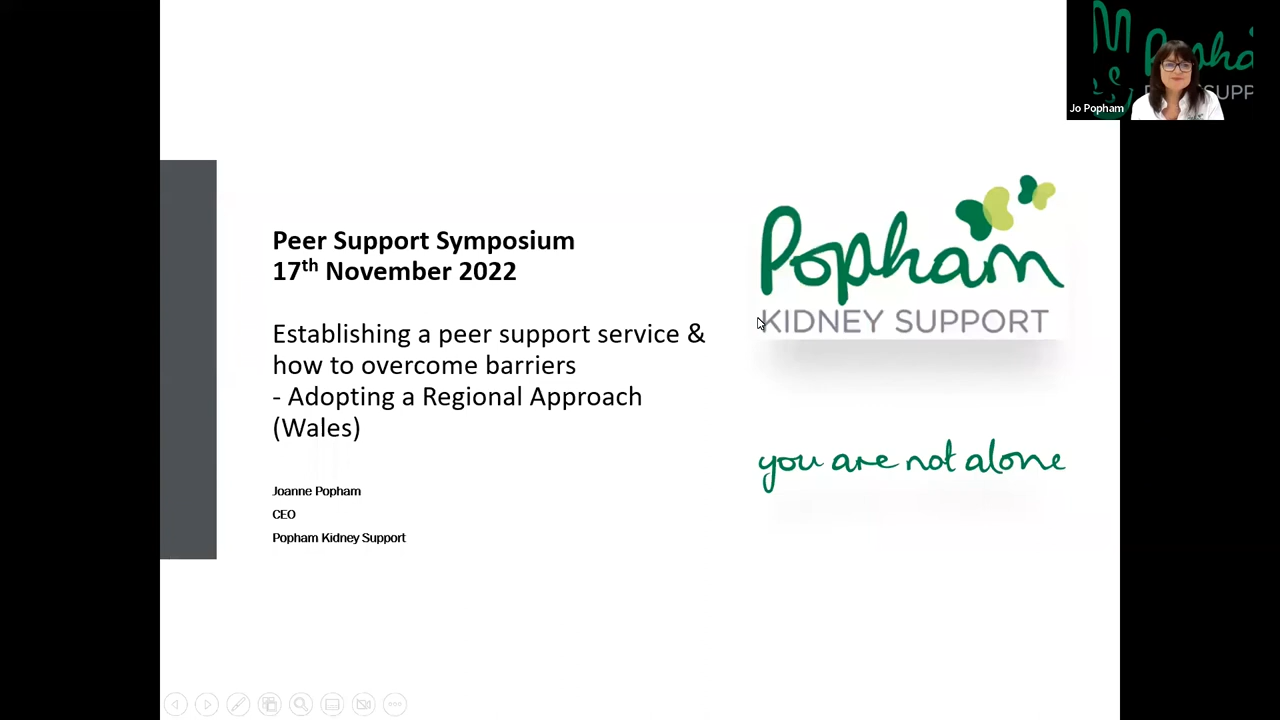 Peer Support Symposium
17th November 2022
Establishing a peer support service &
how to overcome barriers
- Adopting a Regional Approach
(Wales)
Joanne Popham
CEO
Popham Kidney Support
Popham
KIDNEY SUPPORT
you are not alone
Jo Popham